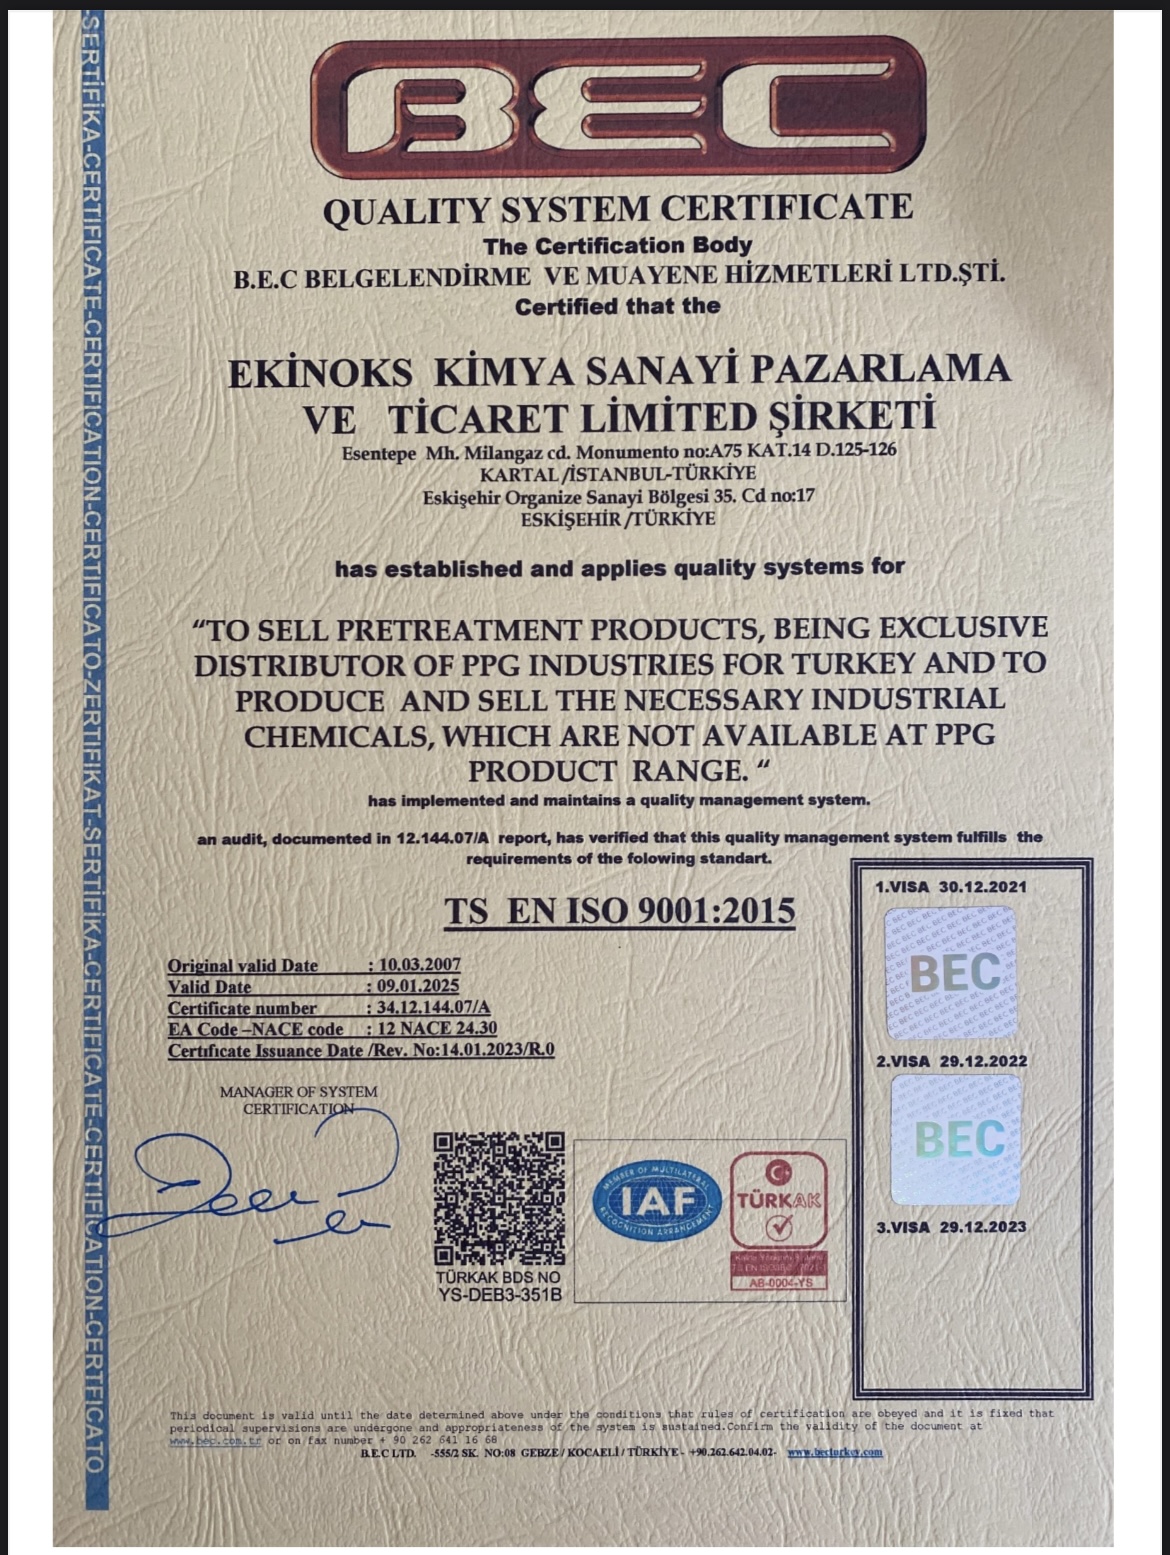 BEC
QUALITY SYSTEM CERTIFICATE
The Certification Body
B.E.C BELGELENDİRME VE MUAYENE HİZMETLERİ LTD.ŞTİ.
Certified that the
EKİNOKS KİMYA SANAYİ PAZARLAMA
VE TİCARET LİMİTED ŞİRKETİ
Esentepe Mh. Milangaz cd. Monumento no:A75 KAT.14 D.125-126
KARTAL/İSTANBUL-TÜRKİYE
Eskişehir Organize Sanayi Bölgesi 35. Cd no:17
ESKİŞEHİR/TÜRKİYE
has established and applies quality systems for
“TO SELL PRETREATMENT PRODUCTS, BEING EXCLUSIVE
DISTRIBUTOR OF PPG INDUSTRIES FOR TURKEY AND TO
PRODUCE AND SELL THE NECESSARY INDUSTRIAL
CHEMICALS, WHICH ARE NOT AVAILABLE AT PPG
PRODUCT RANGE. “
has implemented and maintains a quality management system.
an audit, documented in 12.144.07/A report, has verified that this quality management system fulfills the
requirements of the folowing standart.
TS EN ISO 9001:2015
Original valid Date : 10.03.2007
Valid Date : 09.01.2025
Certificate number : 34.12.144.07/A
EA Code –NACE code : 12 NACE 24.30
Certificate Issuance Date /Rev. No:14.01.2023/R.0
MANAGER OF SYSTEM
CERTIFICATION
TÜRKAK BDS NO
YS-DEB3-351B
MEMBER OF MULTILATERAL
IAF
RECOGNITION ARRANGEMENT
TÜRKAK
AB-0004-YS
1.VISA 30.12.2021
BEC
2.VISA 29.12.2022
BEC
3.VISA 29.12.2023
This document is valid until the date determined above under the conditions that rules of certification are obeyed and it is fixed that
periodical supervisions are undergone and appropriateness of the system is sustained.Confirm the validity of the document at
www.bec.com.tr or on fax number + 90 262 641 16 68
B.E.C LTD. -555/2 SK. NO:08 GEBZE / KOCAELİ / TÜRKİYE - +90.262.642.04.02- www.becturkey.com
SERTİFİKA-CERTIFICATE-CERTIFICATION-CERTIFICATO-ZERTIFIKAT-SERTİFİKA-CERTIFICATE-CERTIFICATION-CERTFICATO